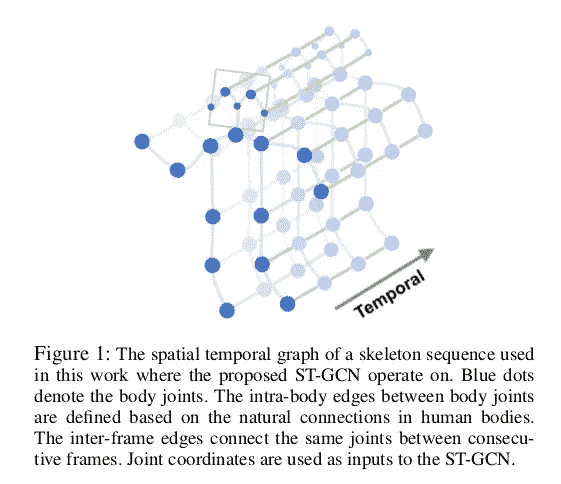 Temporal
Figure 1: The spatial temporal graph of a skeleton sequence used
in this work where the proposed ST-GCN operate on. Blue dots
denote the body joints. The intra-body edges between body joints
are defined based on the natural connections in human bodies.
The inter-frame edges connect the same joints between consecu-
tive frames. Joint coordinates are used as inputs to the ST-GCN.